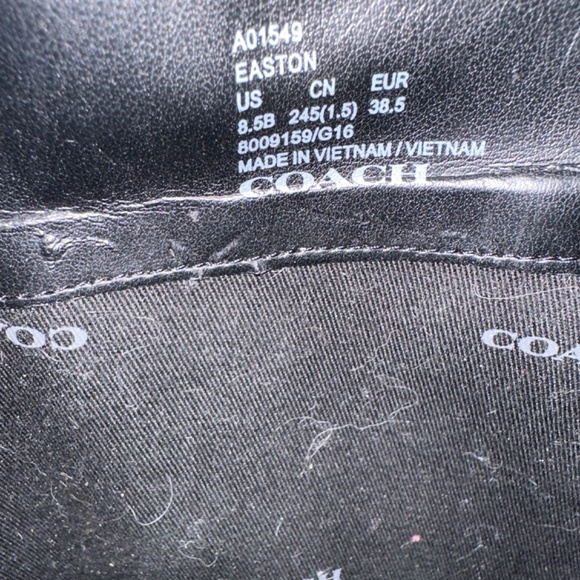 A01549
EASTON
US CN EUR
8.5B 245(1.5) 38.5
8009159/G16
MADE IN VIETNAM / VIETNAM
COACH
CO
COA
H